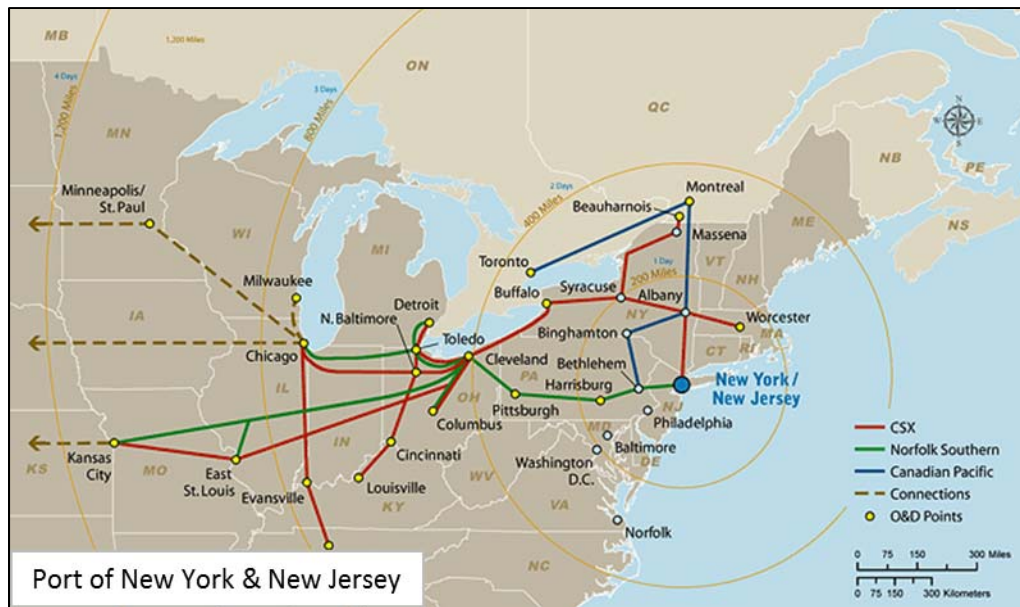 MB
1,200 Miles
ON
4 Days
3 Days
1,200 Miles
800 Miles
QC
MN
NB
PE
2 Days
400 Miles
Minneapolis/
St. Paul
Montreal
Beauharnois
ME
NS
WI
Massena
MI
Toronto
VT
1 Day
200 Miles
NH
Milwaukee
Buffalo
Syracuse
Albany
Detroit
NY
Worcester
N. Baltimore
MA
IA
Toledo
Binghamton
CT
RI
Chicago
Cleveland
Bethlehem
PA
Harrisburg
New York /
New Jersey
IL
OH
Pittsburgh
NJ
Columbus
Philadelphia
MD
IN
Baltimore
DE
Kansas
City
KS
MO
East
St. Louis
Cincinnati
WV
Washington
D.C.
Evansville
Louisville
KY
VA
Norfolk
NC
CSX
Norfolk Southern
Canadian Pacific
Connections
O&D Points
0 75 150 300 Miles
0 75 150 300 Kilometers
N
W E
S
Port of New York & New Jersey